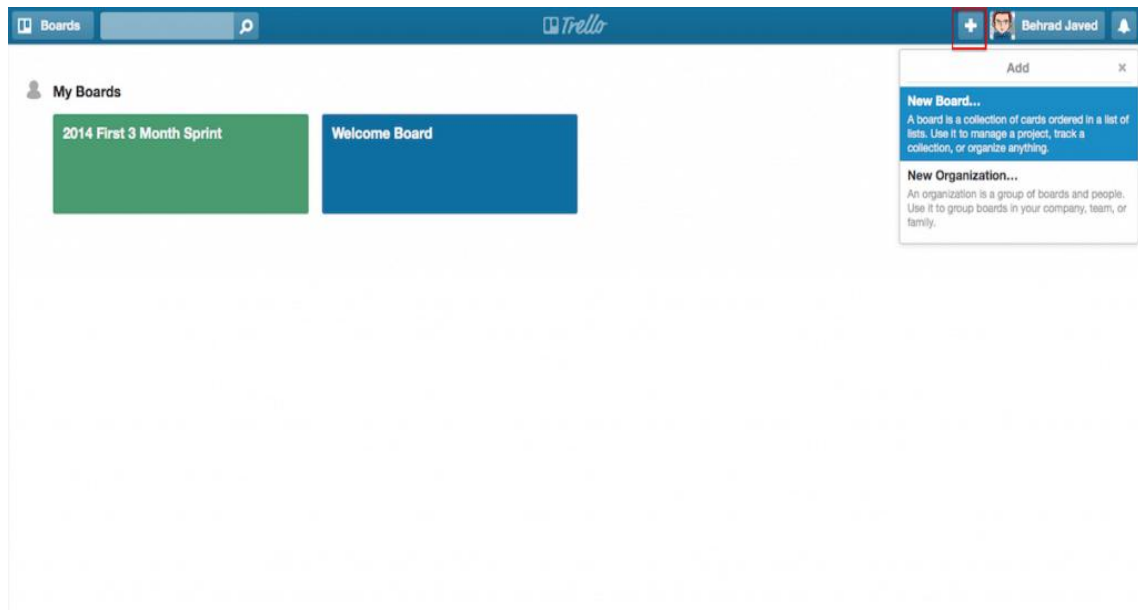 Boards
Trello
Behrad Javed
Add
My Boards
2014 First 3 Month Sprint
Welcome Board
New Board...
A board is a collection of cards ordered in a list of
lists. Use it to manage a project, track a
collection, or organize anything.
New Organization...
An organization is a group of boards and people.
Use it to group boards in your company, team, or
family.